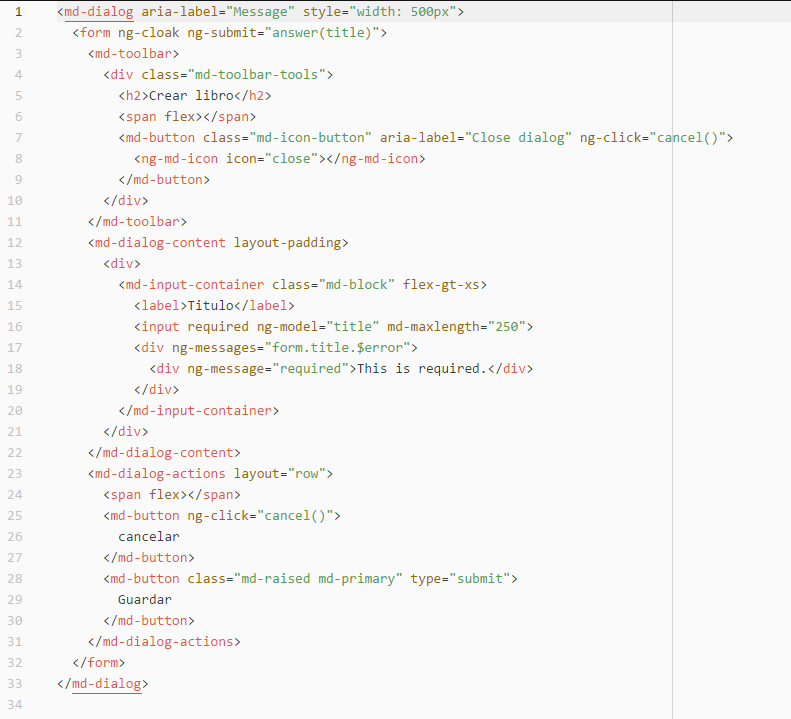 1 <md-dialog aria-label="Message" style="width: 500px">
2   <form ng-cloak ng-submit="answer(title)">
3     <md-toolbar>
4       <div class="md-toolbar-tools">
5         <h2>Crear libro</h2>
6         <span flex></span>
7         <md-button class="md-icon-button" aria-label="Close dialog" ng-click="cancel()">
8           <ng-md-icon icon="close"></ng-md-icon>
9         </md-button>
10       </div>
11     </md-toolbar>
12     <md-dialog-content layout-padding>
13       <div>
14         <md-input-container class="md-block" flex-gt-xs>
15           <label>Titulo</label>
16           <input required ng-model="title" md-maxlength="250">
17           <div ng-messages="form.title.$error">
18             <div ng-message="required">This is required.</div>
19           </div>
20         </md-input-container>
21       </div>
22     </md-dialog-content>
23     <md-dialog-actions layout="row">
24       <span flex></span>
25       <md-button ng-click="cancel()">
26         cancelar
27       </md-button>
28       <md-button class="md-raised md-primary" type="submit">
29         Guardar
30       </md-button>
31     </md-dialog-actions>
32   </form>
33 </md-dialog>
34